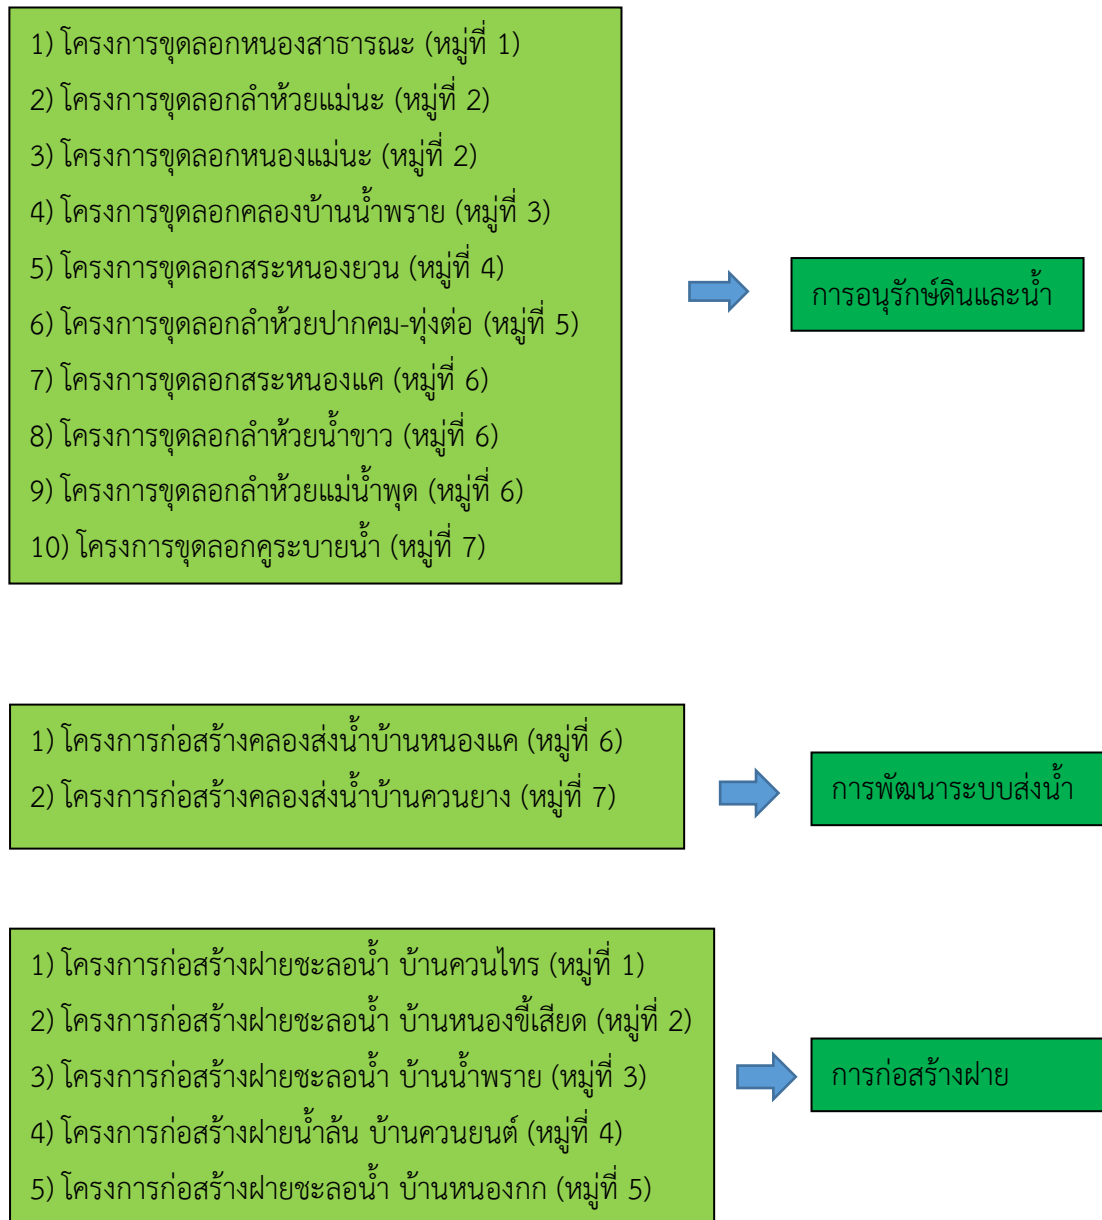 1) โครงการขุดลอกหนองสาธารณะ (หมู่ที่ 1)
2) โครงการขุดลอกลำห้วยแม่นะ (หมู่ที่ 2)
3) โครงการขุดลอกหนองแม่นะ (หมู่ที่ 2)
4) โครงการขุดลอกคลองบ้านน้ำพราย (หมู่ที่ 3)
5) โครงการขุดลอกสระหนองยวน (หมู่ที่ 4)
6) โครงการขุดลอกลำห้วยปากคม-ทุ่งต่อ (หมู่ที่ 5)
7) โครงการขุดลอกสระหนองแค (หมู่ที่ 6)
8) โครงการขุดลอกลำห้วยน้ำขาว (หมู่ที่ 6)
9) โครงการขุดลอกลำห้วยแม่น้ำพุด (หมู่ที่ 6)
10) โครงการขุดลอกคูระบายน้ำ (หมู่ที่ 7)
การอนุรักษ์ดินและน้ำ
1) โครงการก่อสร้างคลองส่งน้ำบ้านหนองแค (หมู่ที่ 6)
2) โครงการก่อสร้างคลองส่งน้ำบ้านควนยาง (หมู่ที่ 7)
การพัฒนาระบบส่งน้ำ
1) โครงการก่อสร้างฝายชะลอน้ำ บ้านควนไทร (หมู่ที่ 1)
2) โครงการก่อสร้างฝายชะลอน้ำ บ้านหนองขี้เสียด (หมู่ที่ 2)
3) โครงการก่อสร้างฝายชะลอน้ำ บ้านน้ำพราย (หมู่ที่ 3)
4) โครงการก่อสร้างฝายน้ำล้น บ้านควนยนต์ (หมู่ที่ 4)
5) โครงการก่อสร้างฝายชะลอน้ำ บ้านหนองกก (หมู่ที่ 5)
การก่อสร้างฝาย